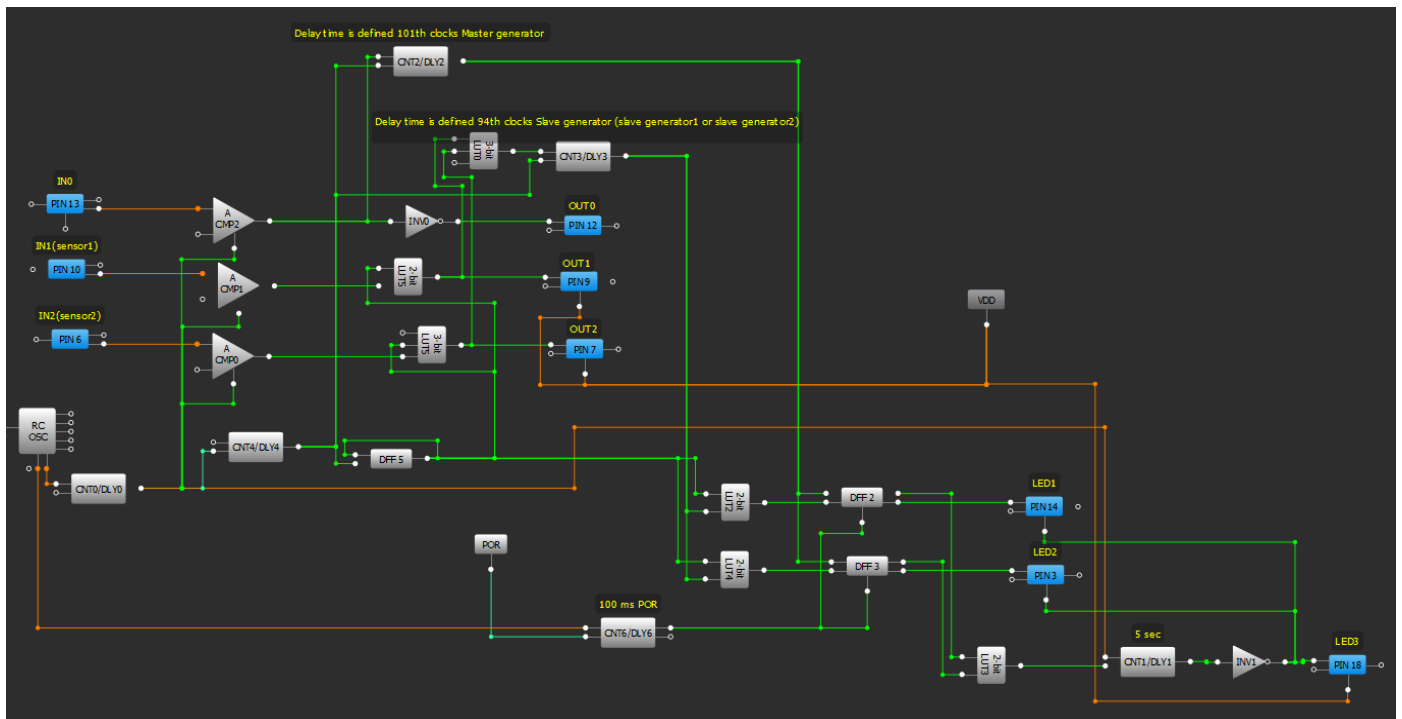 Delay time is defined 101th clocks Master generator
CNT2/DLY2
Delay time is defined 94th clocks Slave generator (slave generator1 or slave generator2)
3-bit
LUT0
CNT3/DLY3
IN0
PIN 13
A
CMP2
INV0
OUT0
PIN 12
IN1(sensor1)
PIN 10
A
CMP1
2-bit
LUT5
OUT1
PIN9
VDD
IN2(sensor2)
PIN 6
A
CMP0
3-bit
LUT5
OUT2
PIN 7
RC
OSC
CNT4/DLY4
DFF 5
CNT0/DLY0
2-bit
LUT2
DFF 2
LED1
PIN 14
POR
2-bit
LUT4
DFF 3
LED2
PIN 3
100 ms POR
CNT6/DLY6
2-bit
LUT3
5 sec
CNT1/DLY1
INV1
LED3
PIN 18